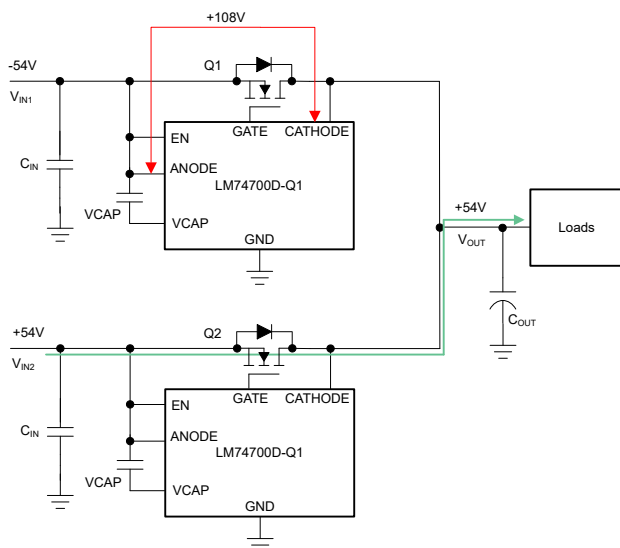 +108V
-54V
Q1
VIN1
GATE
CATHODE
EN
CIN
ANODE
LM74700D-Q1
VCAP
VCAP
GND
+54V
VOUT
Loads
COUT
+54V
Q2
VIN2
GATE
CATHODE
EN
CIN
ANODE
LM74700D-Q1
VCAP
VCAP
GND